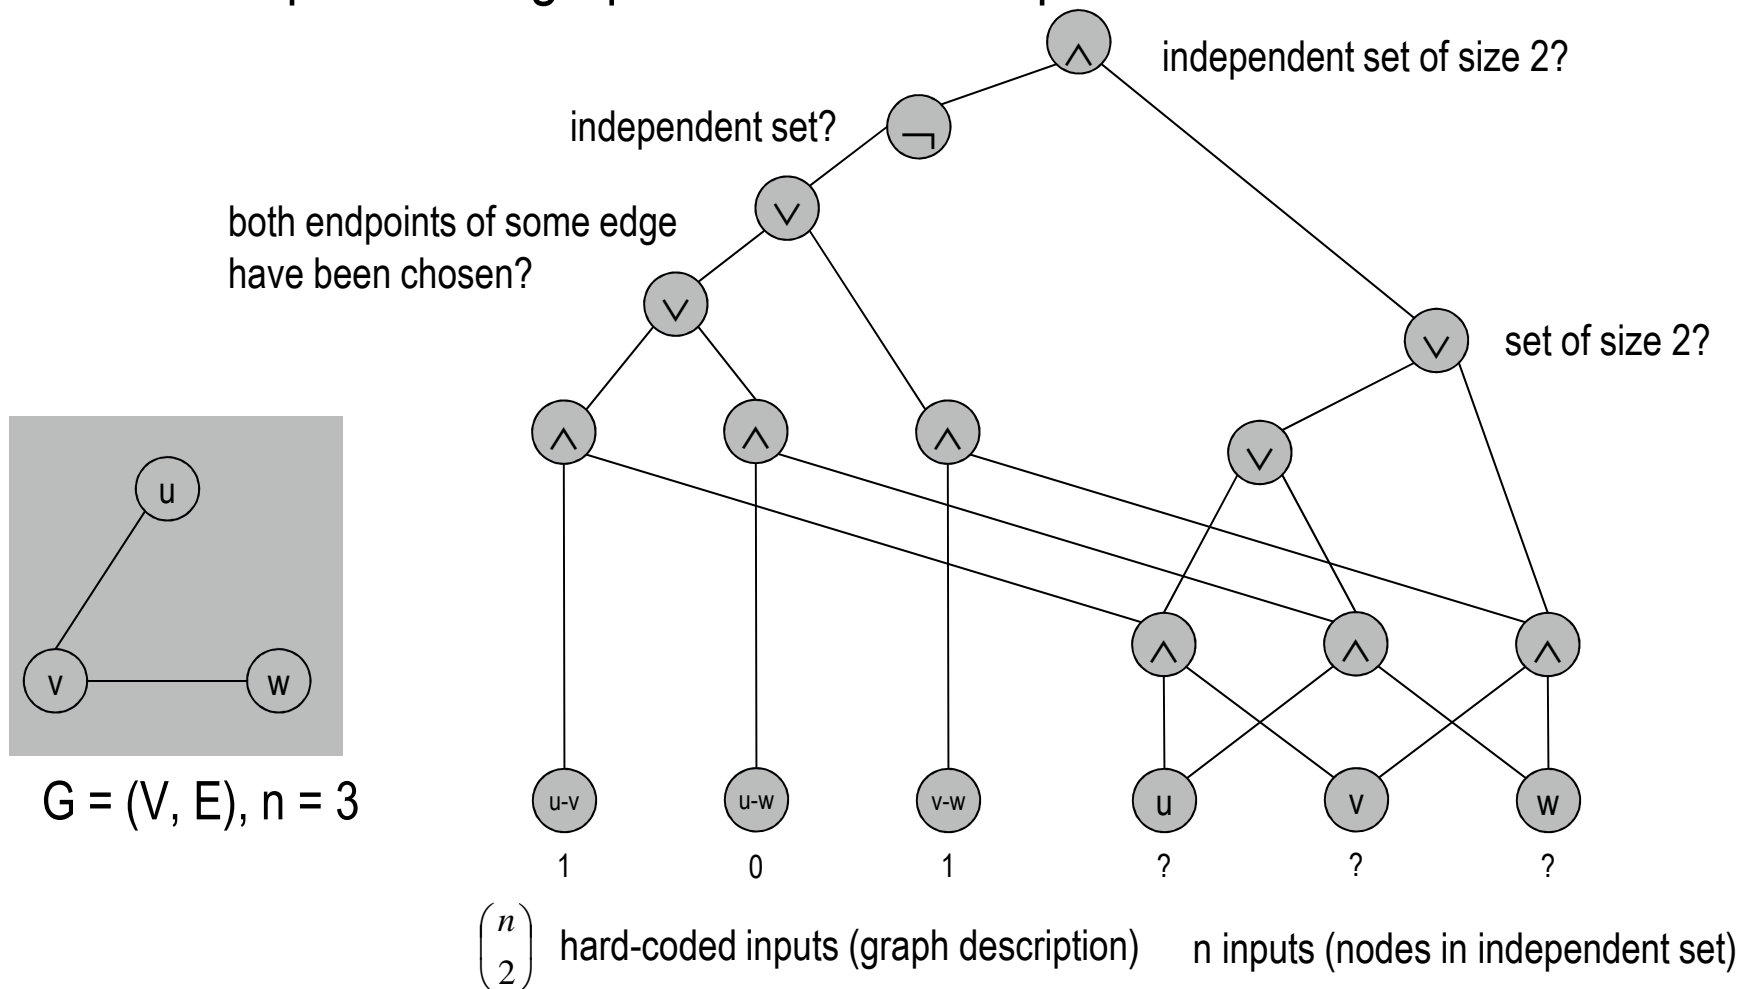 ∧
independent set of size 2?
independent set?
¬
∨
both endpoints of some edge
have been chosen?
∨
∨
set of size 2?
∧ ∧ ∧
∨
u
∧ ∧ ∧
v w
G = (V, E), n = 3
u-v u-w v-w u v w
1 0 1 ? ? ?
(n 2) hard-coded inputs (graph description) n inputs (nodes in independent set)